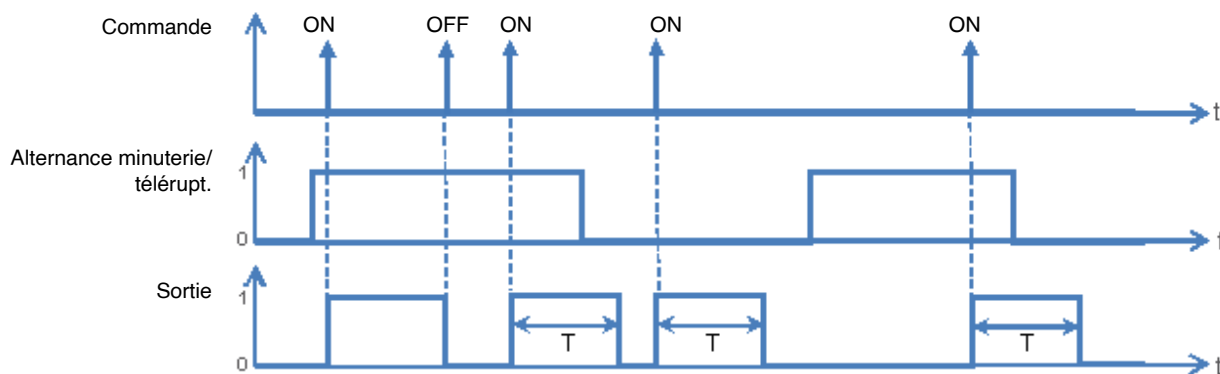 Commande
ON
OFF
ON
ON
ON
t
Alternance minuterie/
télérupt.
1
0
t
Sortie
1
0
T
T
T
t